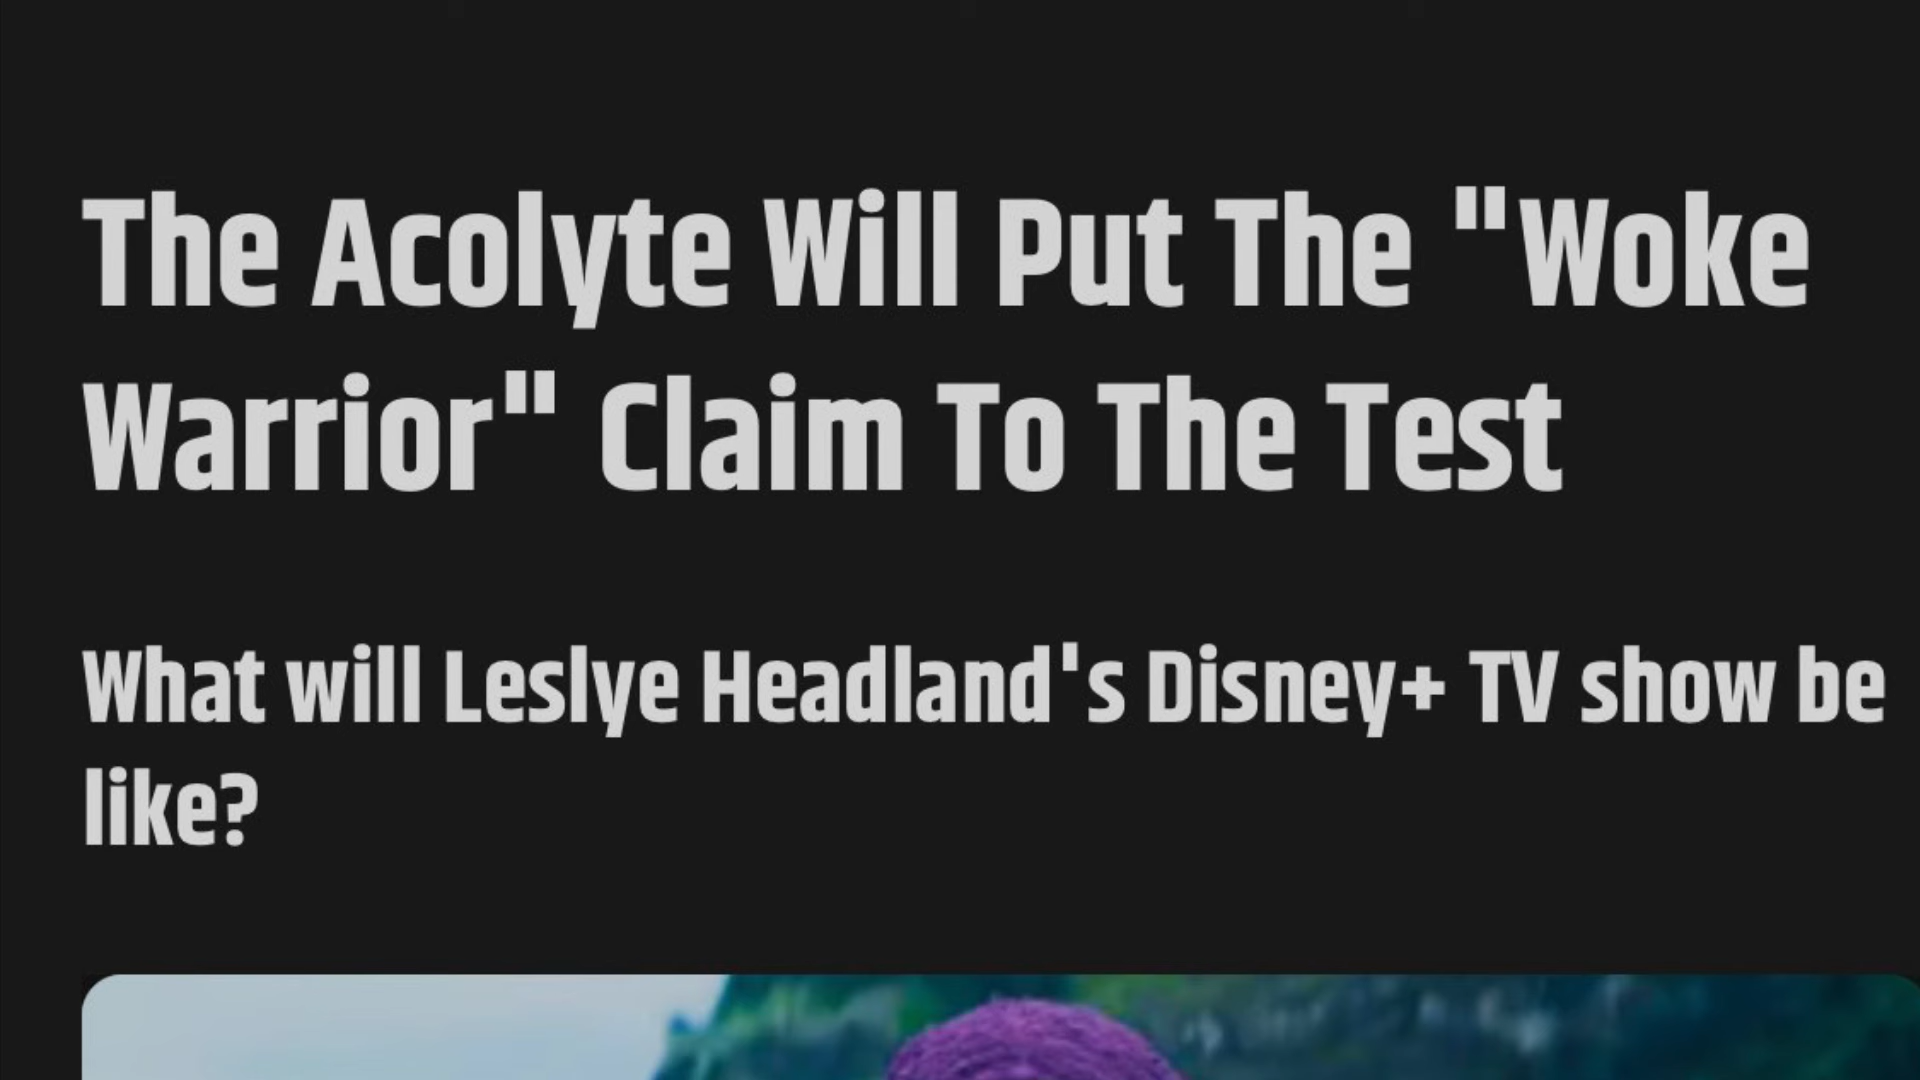 The Acolyte Will Put The "Woke
Warrior" Claim To The Test
What will Leslye Headland's Disney+ TV show be
like?